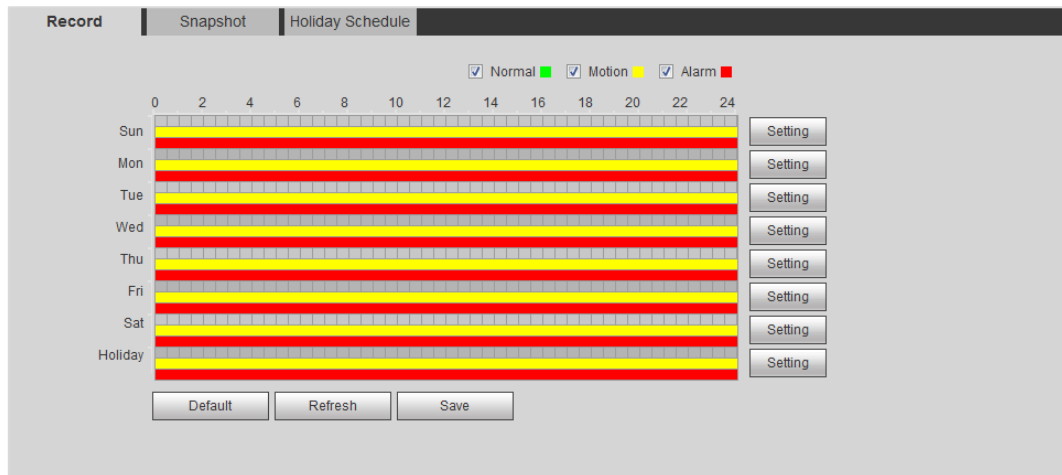 Record Snapshot Holiday Schedule
Normal Motion Alarm
0 2 4 6 8 10 12 14 16 18 20 22 24
Sun Setting
Mon Setting
Tue Setting
Wed Setting
Thu Setting
Fri Setting
Sat Setting
Holiday Setting
Default Refresh Save